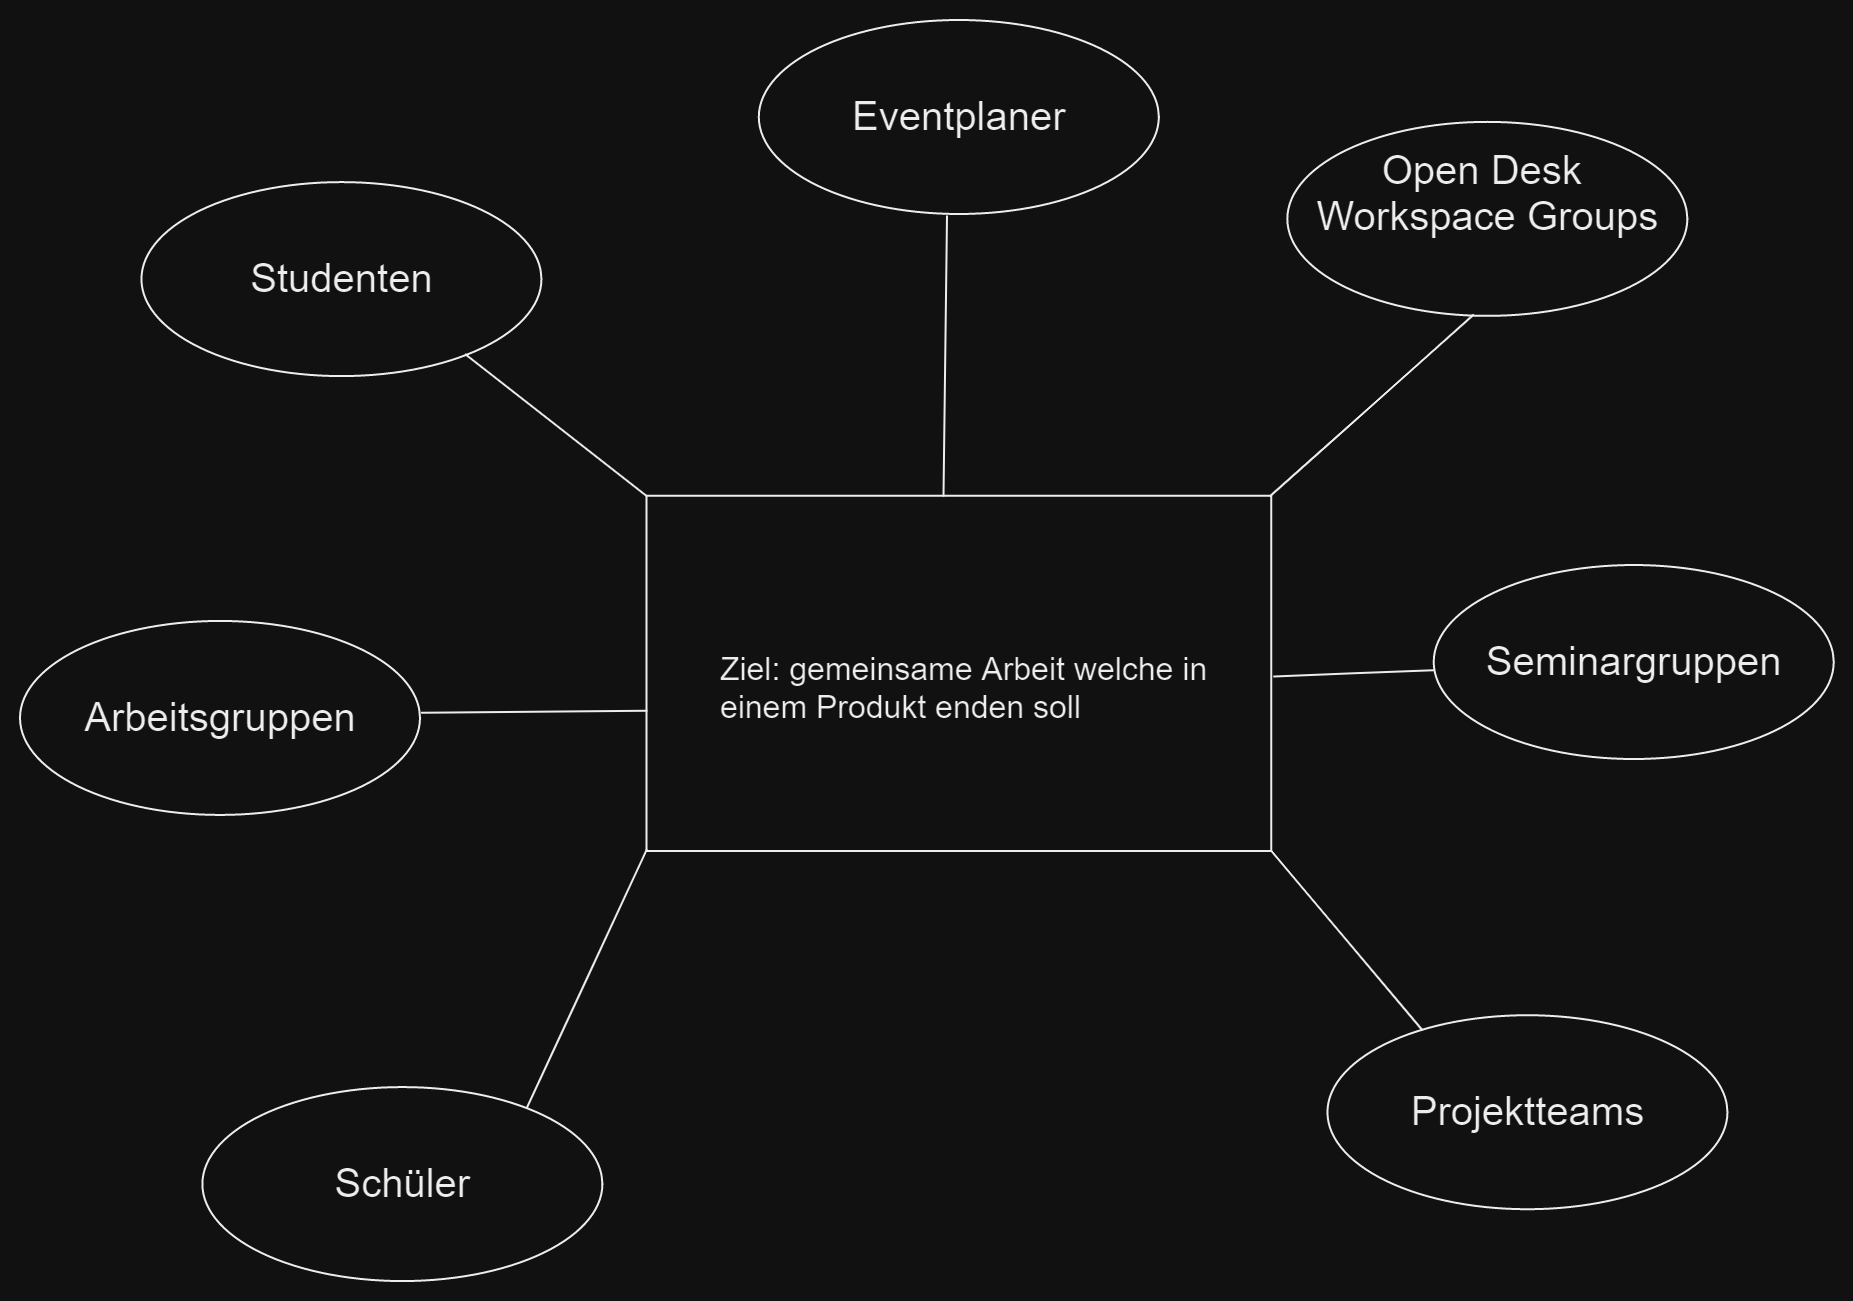 Eventplaner
Open Desk
Workspace Groups
Studenten
Ziel: gemeinsame Arbeit welche in
einem Produkt enden soll
Seminargruppen
Arbeitsgruppen
Projektteams
Schüler